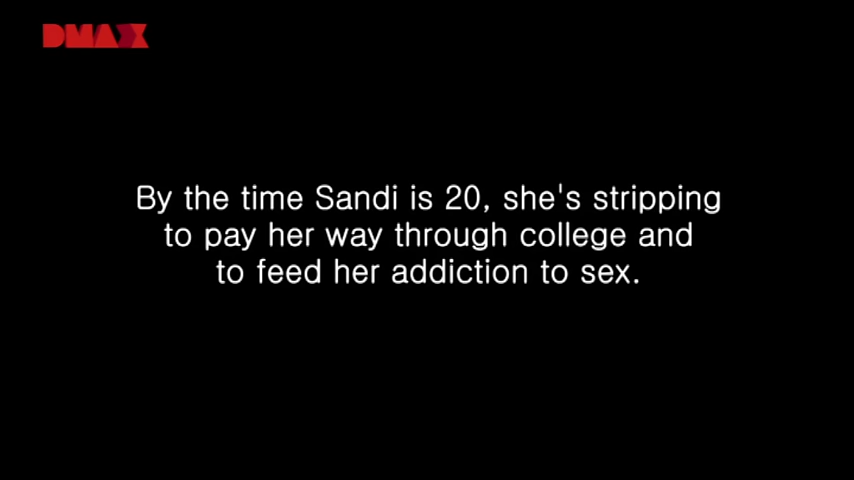 DMAX
By the time Sandi is 20, she's stripping
to pay her way through college and
to feed her addiction to sex.